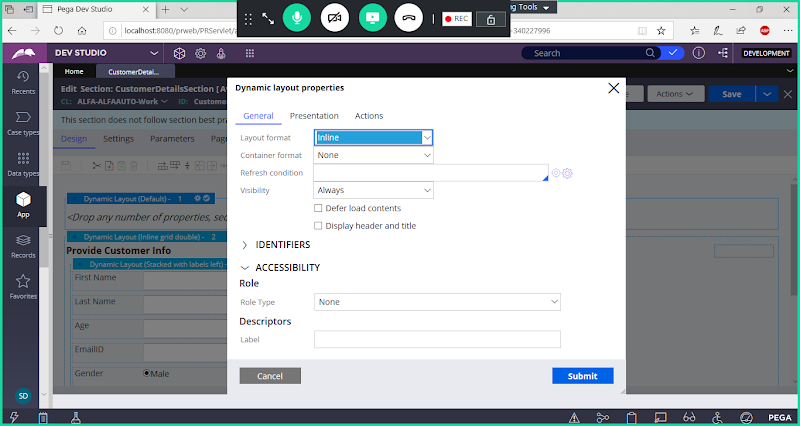 Pega Dev Studio
localhost:8080/prweb/PRServlet/a
REC
ng Tools
=-340227996
DEV STUDIO
Search
DEVELOPMENT
Home
CustomerDetai...
Edit Section: CustomerDetailsSection [A
CL: ALFA-ALFAAUTO-Work
ID: Custome
Actions
Save
This section does not follow section best pra
Design Settings Parameters Page
Recents
Case types
Data types
App
Records
Favorites
SD
Dynamic Layout (Default) - 1
<Drop any number of properties, sec
Dynamic Layout (Inline grid double) - 2
Provide Customer Info
Dynamic Layout (Stacked with labels left) -
First Name
Last Name
Age
EmailID
Gender
Male
Dynamic layout properties
General Presentation Actions
Layout format Inline
Container format None
Refresh condition
Visibility Always
Defer load contents
Display header and title
IDENTIFIERS
ACCESSIBILITY
Role
Role Type None
Descriptors
Label
Cancel Submit
PEGA